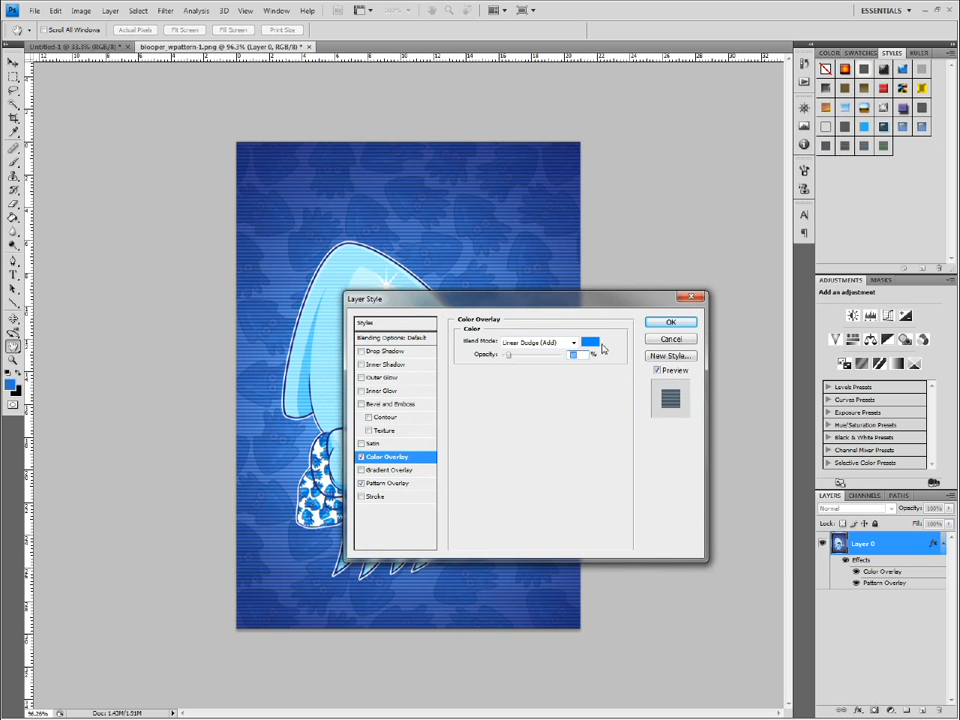 Ps File Edit Image Layer Select Filter Analysis 3D View Window Help ESSENTIALS
Scroll All Windows Actual Pixels Fit Screen Fill Screen Print Size
Untitled 1 @ 33.3% (RGB/8) * × blooper_wpattern-1.png @ 96.3% (Layer 0, RGB/8) * ×
COLOR SWATCHES STYLES RULER
Layer Style
Styles
Blending Options: Default
Drop Shadow
Inner Shadow
Outer Glow
Inner Glow
Bevel and Emboss
Contour
Texture
Satin
Color Overlay
Gradient Overlay
Pattern Overlay
Stroke
Color Overlay
Color
Blend Mode: Linear Dodge (Add)
Opacity: %
OK
Cancel
New Style...
Preview
ADJUSTMENTS MASKS
Add an adjustment
Levels Presets
Curves Presets
Exposure Presets
Hue/Saturation Presets
Black & White Presets
Channel Mixer Presets
Selective Color Presets
LAYERS CHANNELS PATHS
Normal Opacity: 100%
Lock: Fill: 100%
Layer 0 fx
Effects
Color Overlay
Pattern Overlay
96.26% Doc: 1.43M/1.91M